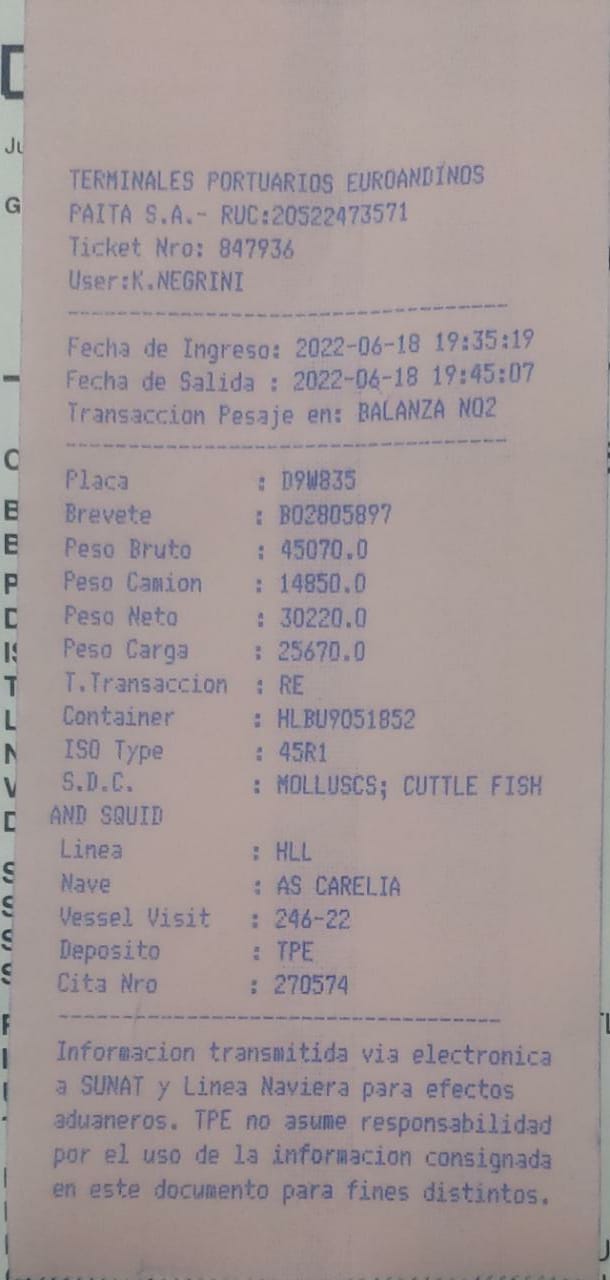 TERMINALES PORTUARIOS EUROANDINOS
PAITA S.A.- RUC:20522473571
Ticket Nro: 847936
User:K.NEGRINI
Fecha de Ingreso: 2022-06-18 19:35:19
Fecha de Salida : 2022-06-18 19:45:07
Transaccion Pesaje en: BALANZA NO2
Placa : D9W835
Brevete : B02805897
Peso Bruto : 45070.0
Peso Camion : 14850.0
Peso Neto : 30220.0
Peso Carga : 25670.0
T.Transaccion : RE
Container : HLBU9051852
ISO Type : 45R1
S.D.C. : MOLLUSCS; CUTTLE FISH
AND SQUID
Linea : HLL
Nave : AS CARELIA
Vessel Visit : 246-22
Deposito : TPE
Cita Nro : 270574
Informacion transmitida via electronica
a SUNAT y Linea Naviera para efectos
aduaneros. TPE no asume responsabilidad
por el uso de la informacion consignada
en este documento para fines distintos.